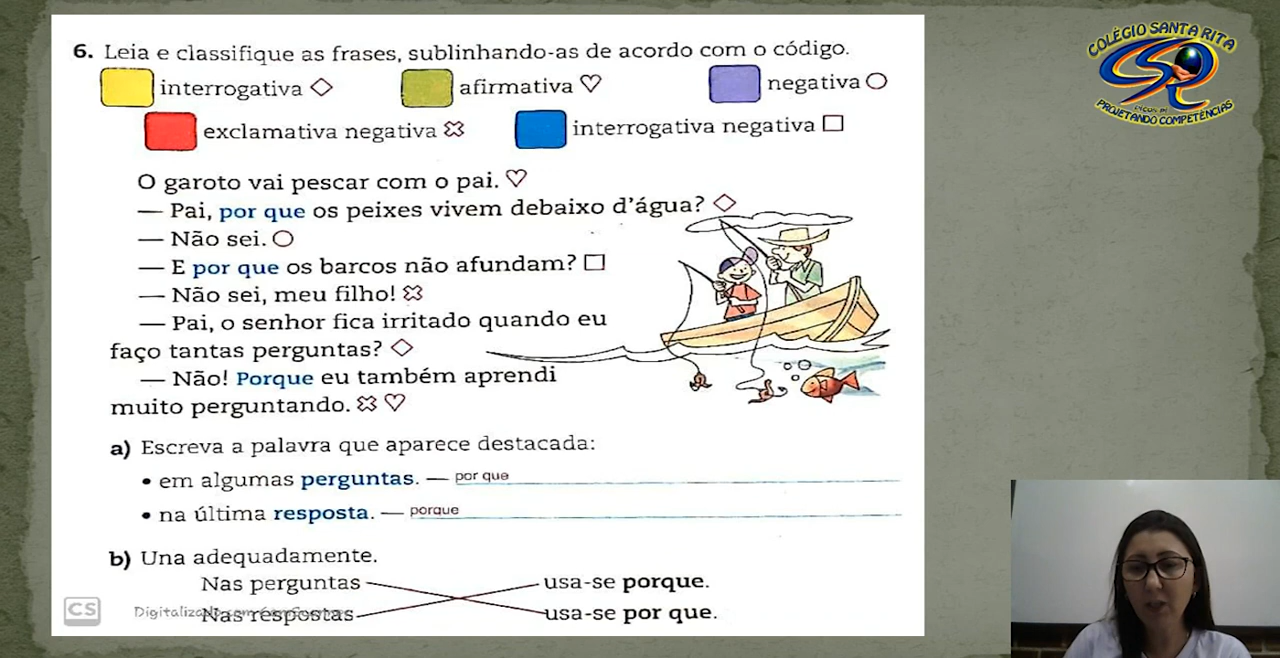 6. Leia e classifique as frases, sublinhando-as de acordo com o código.
interrogativa ◇ afirmativa ♡ negativa ○
exclamativa negativa ✖ interrogativa negativa □
O garoto vai pescar com o pai. ♡
— Pai, por que os peixes vivem debaixo d'água? ◇
— Não sei. ○
— E por que os barcos não afundam? □
— Não sei, meu filho! ✖
— Pai, o senhor fica irritado quando eu
faço tantas perguntas? ◇
— Não! Porque eu também aprendi
muito perguntando. ✖ ♡
a) Escreva a palavra que aparece destacada:
• em algumas perguntas. — por que
• na última resposta. — porque
b) Una adequadamente.
Nas perguntas usa-se porque.
Nas respostas usa-se por que.
CS Digitalizado com CamScanner
COLÉGIO SANTA RITA
PROJETANDO COMPETÊNCIAS